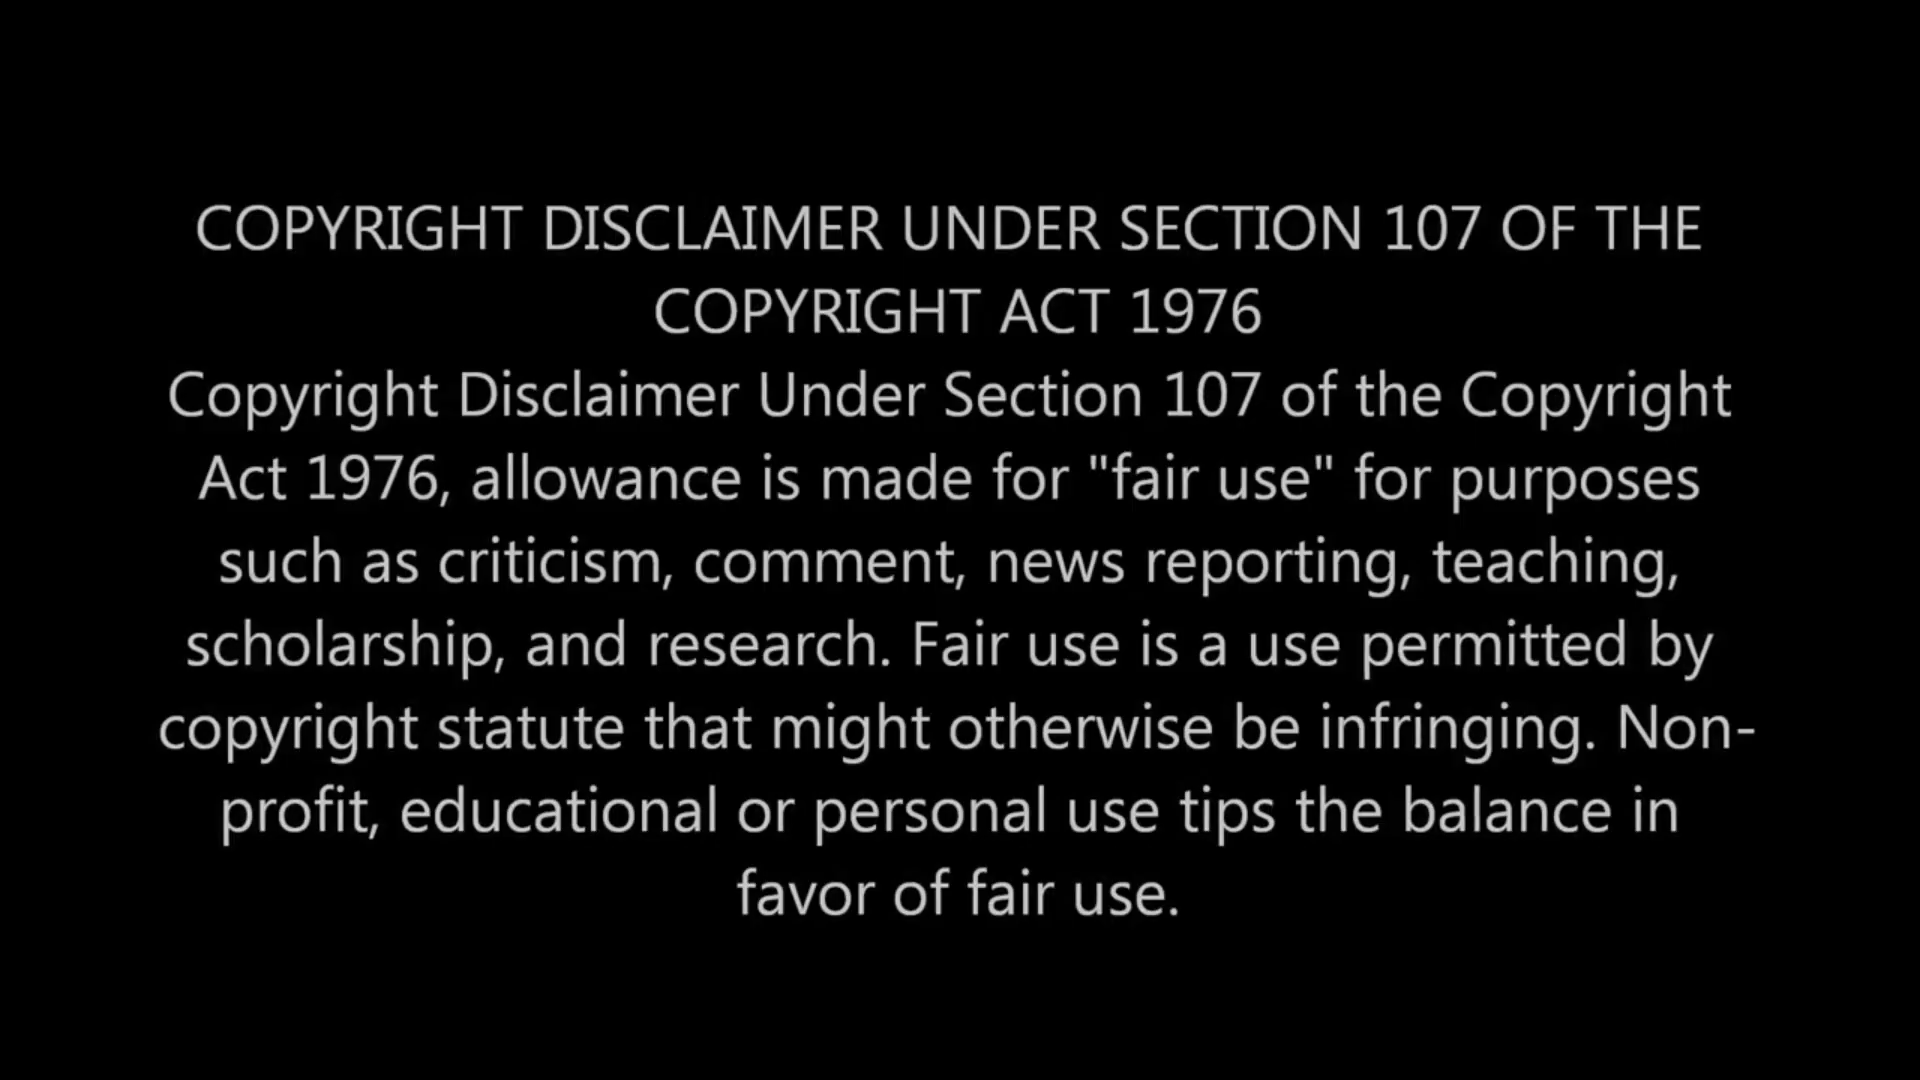 COPYRIGHT DISCLAIMER UNDER SECTION 107 OF THE
COPYRIGHT ACT 1976
Copyright Disclaimer Under Section 107 of the Copyright
Act 1976, allowance is made for "fair use" for purposes
such as criticism, comment, news reporting, teaching,
scholarship, and research. Fair use is a use permitted by
copyright statute that might otherwise be infringing. Non-
profit, educational or personal use tips the balance in
favor of fair use.